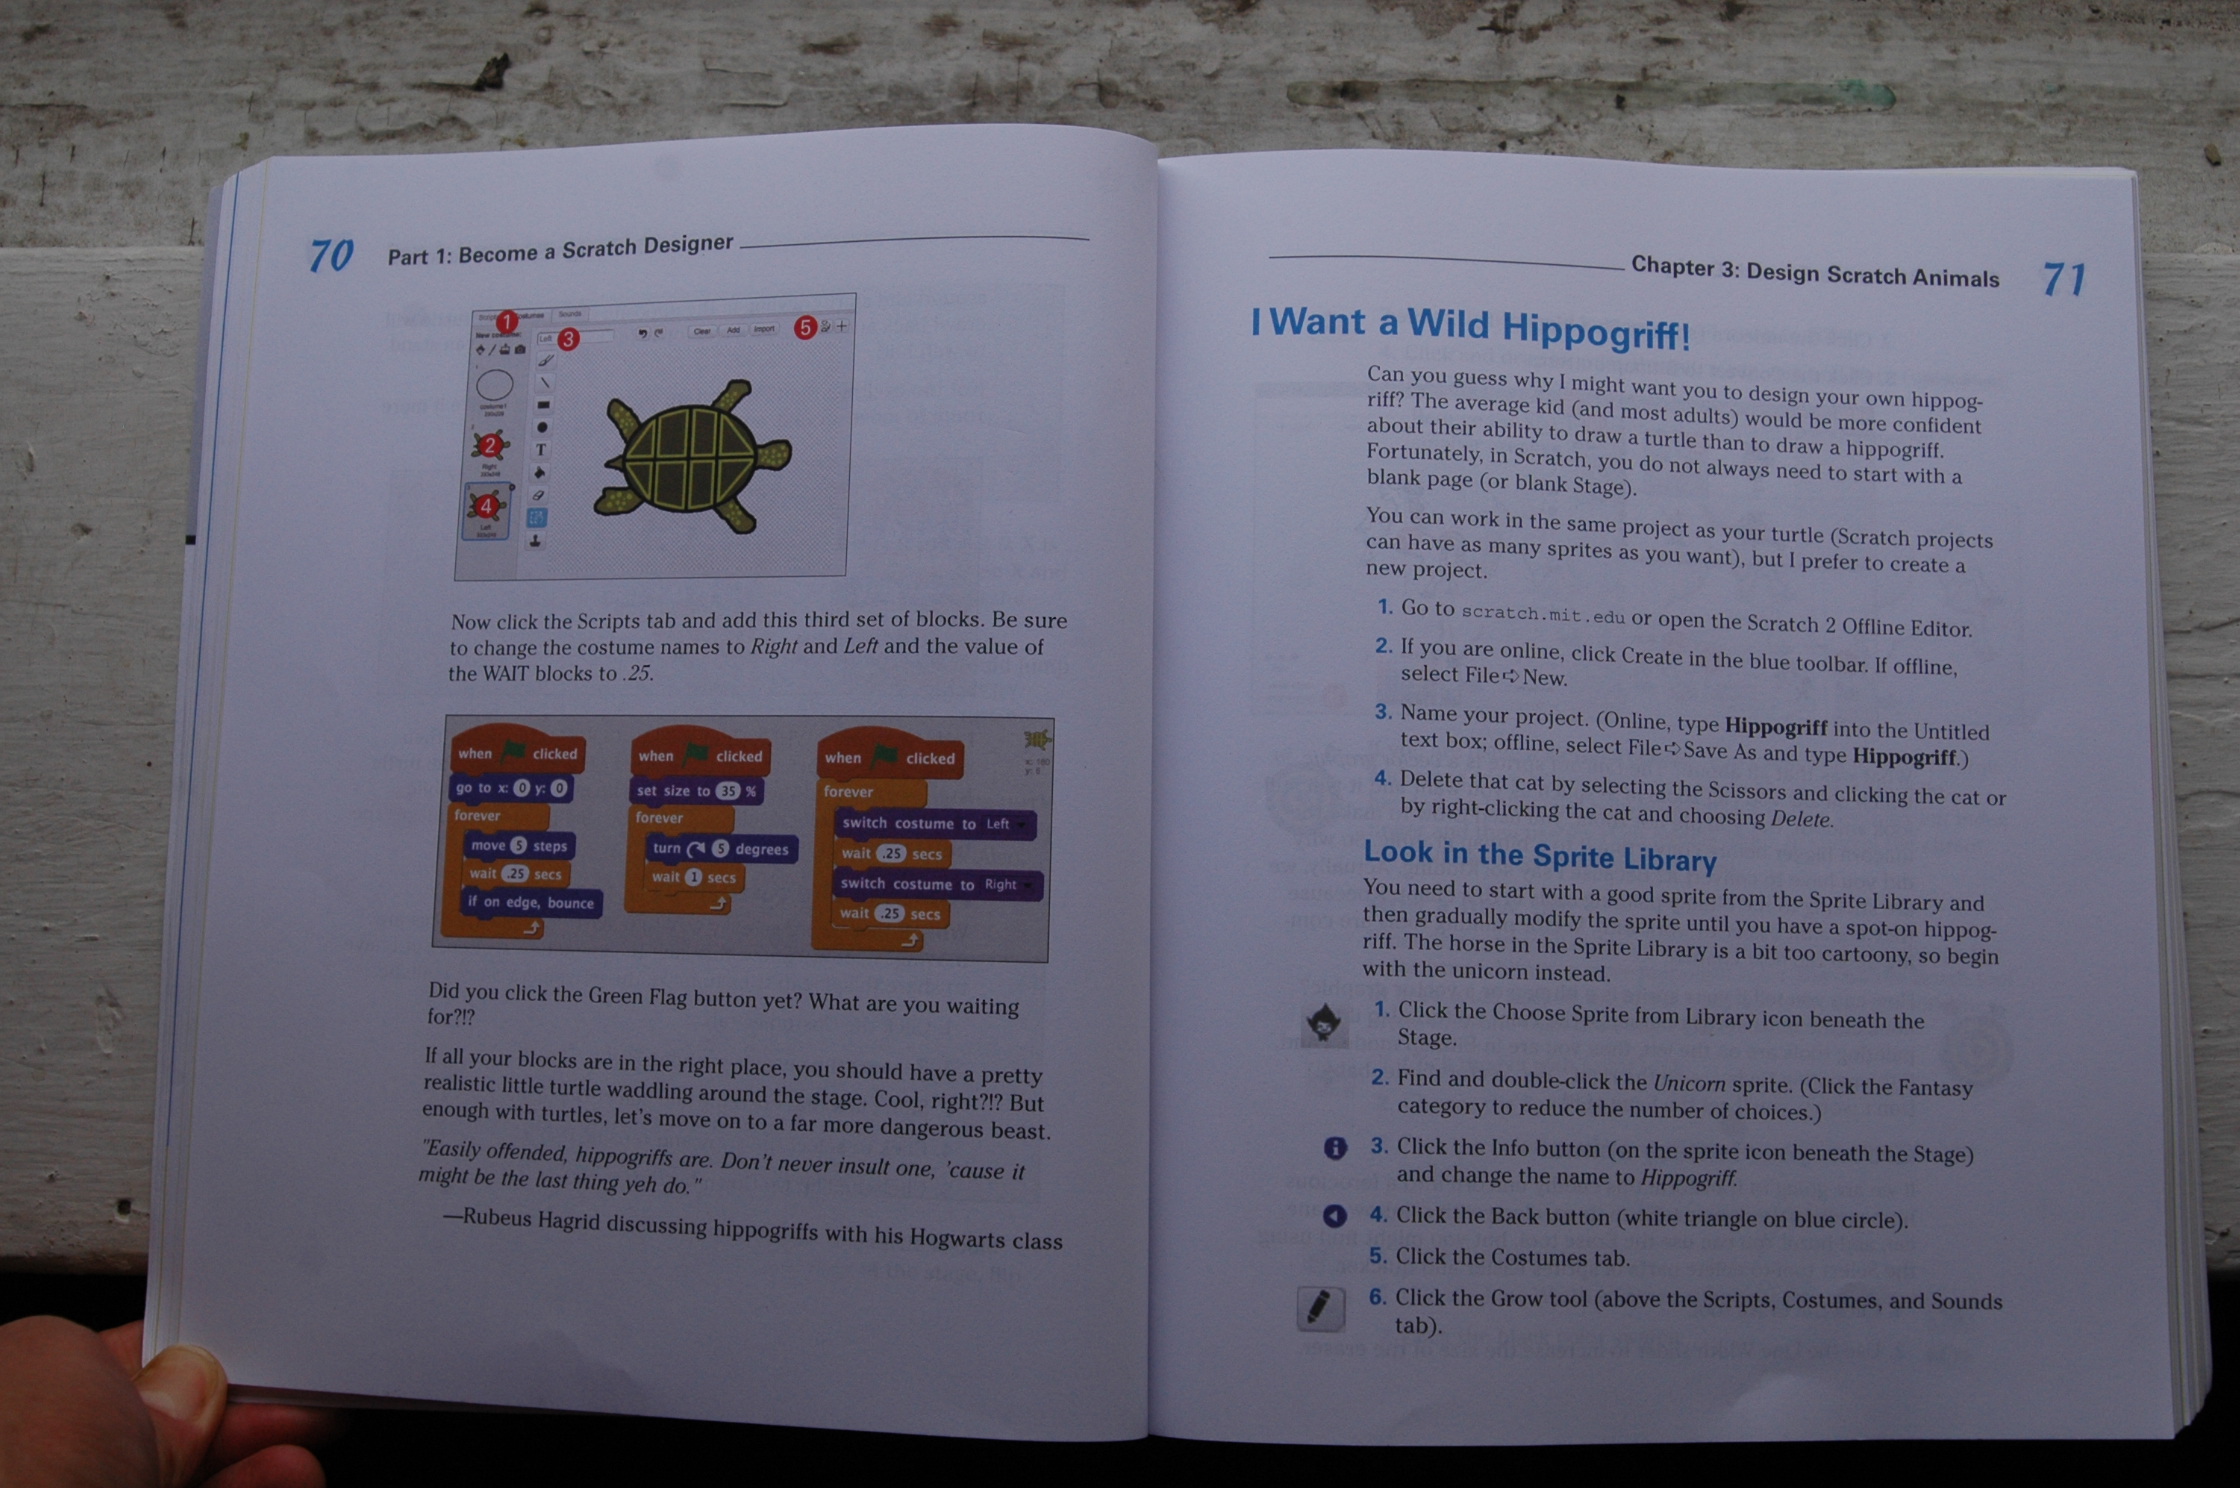 70 Part 1: Become a Scratch Designer
1
Sounds
New costume:
Left
3
Clear
Add
Import
5
costume1
2
Right
4
Left
T
Now click the Scripts tab and add this third set of blocks. Be sure
to change the costume names to Right and Left and the value of
the WAIT blocks to .25.
when clicked
go to x: 0 y: 0
forever
move 5 steps
wait .25 secs
if on edge, bounce
when clicked
set size to 35 %
forever
turn 5 degrees
wait 1 secs
when clicked
forever
switch costume to Left
wait .25 secs
switch costume to Right
wait .25 secs
Did you click the Green Flag button yet? What are you waiting
for?!?
If all your blocks are in the right place, you should have a pretty
realistic little turtle waddling around the stage. Cool, right?!? But
enough with turtles, let's move on to a far more dangerous beast.
"Easily offended, hippogriffs are. Don't never insult one, 'cause it
might be the last thing yeh do."
—Rubeus Hagrid discussing hippogriffs with his Hogwarts class
Chapter 3: Design Scratch Animals 71
I Want a Wild Hippogriff!
Can you guess why I might want you to design your own hippog-
riff? The average kid (and most adults) would be more confident
about their ability to draw a turtle than to draw a hippogriff.
Fortunately, in Scratch, you do not always need to start with a
blank page (or blank Stage).
You can work in the same project as your turtle (Scratch projects
can have as many sprites as you want), but I prefer to create a
new project.
1. Go to scratch.mit.edu or open the Scratch 2 Offline Editor.
2. If you are online, click Create in the blue toolbar. If offline,
select File➪New.
3. Name your project. (Online, type Hippogriff into the Untitled
text box; offline, select File➪Save As and type Hippogriff.)
4. Delete that cat by selecting the Scissors and clicking the cat or
by right-clicking the cat and choosing Delete.
Look in the Sprite Library
You need to start with a good sprite from the Sprite Library and
then gradually modify the sprite until you have a spot-on hippog-
riff. The horse in the Sprite Library is a bit too cartoony, so begin
with the unicorn instead.
1. Click the Choose Sprite from Library icon beneath the
Stage.
2. Find and double-click the Unicorn sprite. (Click the Fantasy
category to reduce the number of choices.)
3. Click the Info button (on the sprite icon beneath the Stage)
and change the name to Hippogriff.
4. Click the Back button (white triangle on blue circle).
5. Click the Costumes tab.
6. Click the Grow tool (above the Scripts, Costumes, and Sounds
tab).